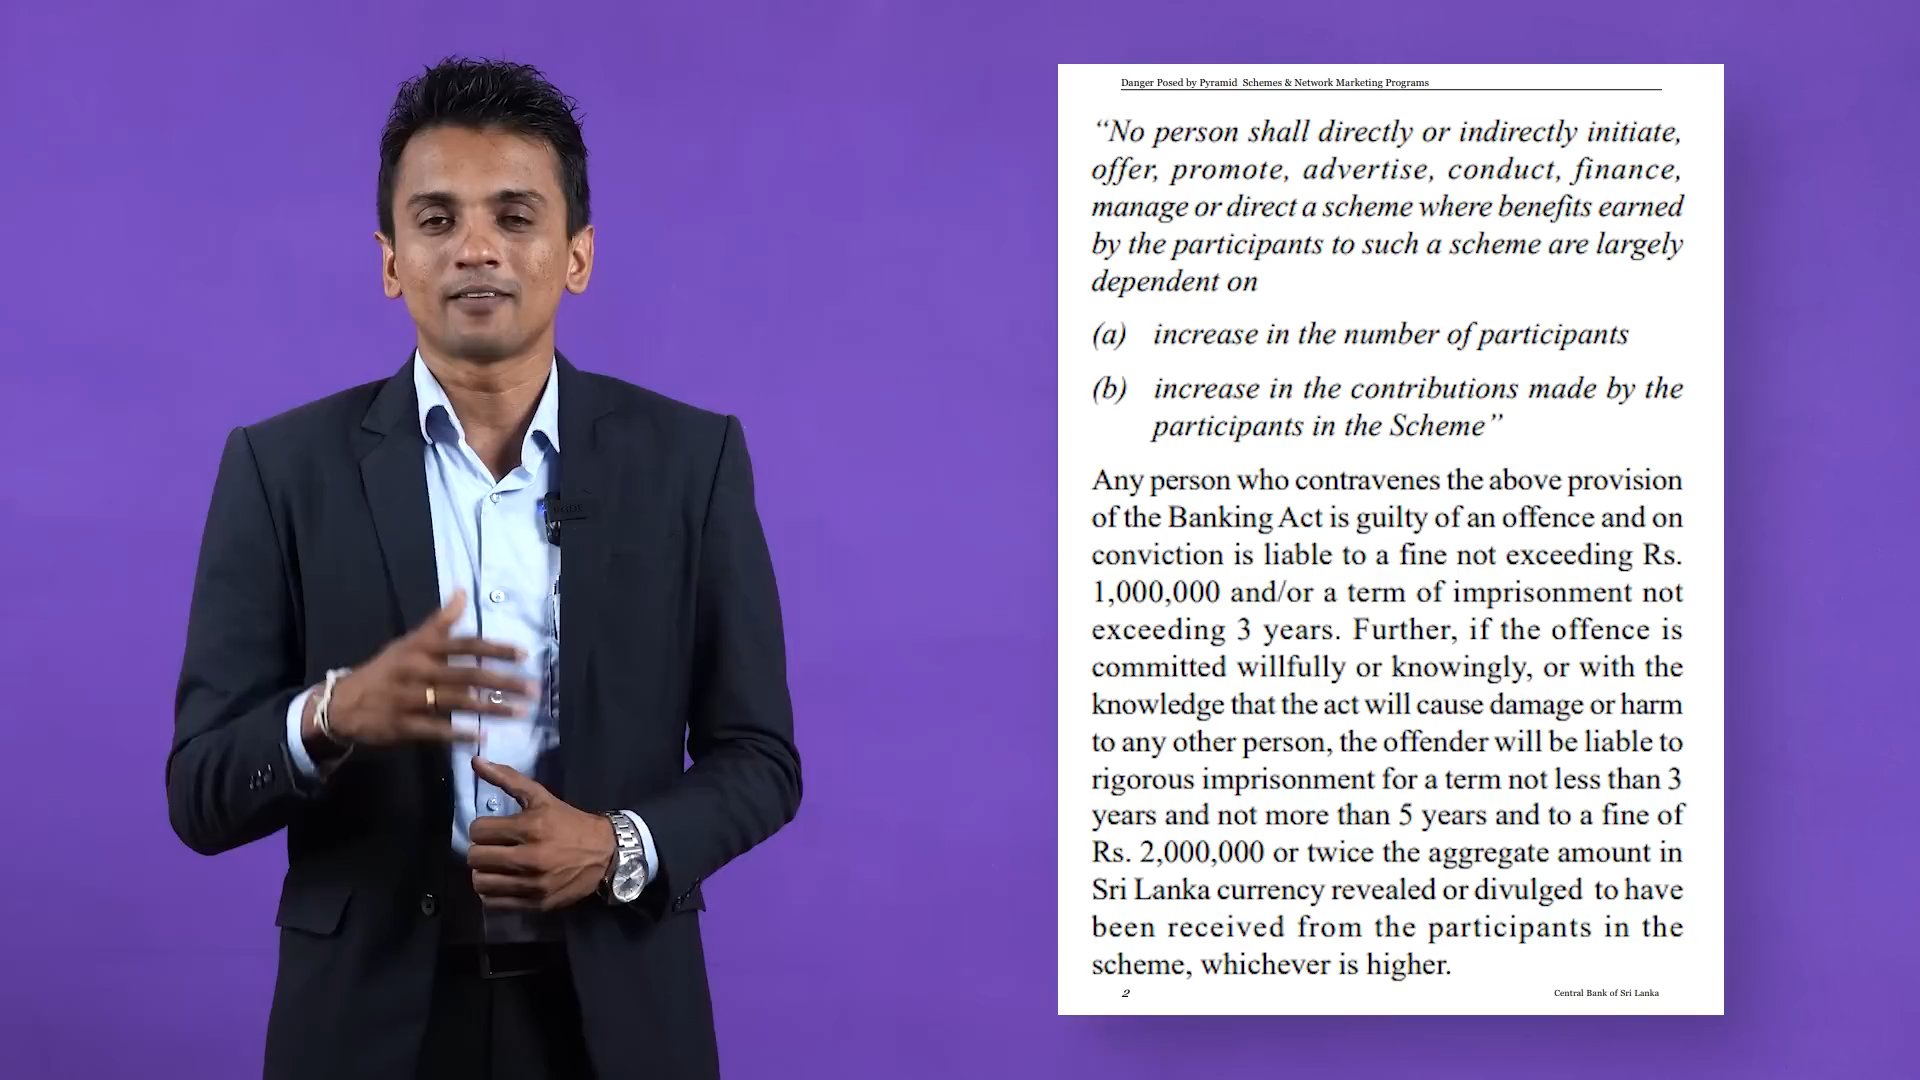 Danger Posed by Pyramid Schemes & Network Marketing Programs
“No person shall directly or indirectly initiate,
offer, promote, advertise, conduct, finance,
manage or direct a scheme where benefits earned
by the participants to such a scheme are largely
dependent on
(a) increase in the number of participants
(b) increase in the contributions made by the
participants in the Scheme”
Any person who contravenes the above provision
of the Banking Act is guilty of an offence and on
conviction is liable to a fine not exceeding Rs.
1,000,000 and/or a term of imprisonment not
exceeding 3 years. Further, if the offence is
committed willfully or knowingly, or with the
knowledge that the act will cause damage or harm
to any other person, the offender will be liable to
rigorous imprisonment for a term not less than 3
years and not more than 5 years and to a fine of
Rs. 2,000,000 or twice the aggregate amount in
Sri Lanka currency revealed or divulged to have
been received from the participants in the
scheme, whichever is higher.
2 Central Bank of Sri Lanka